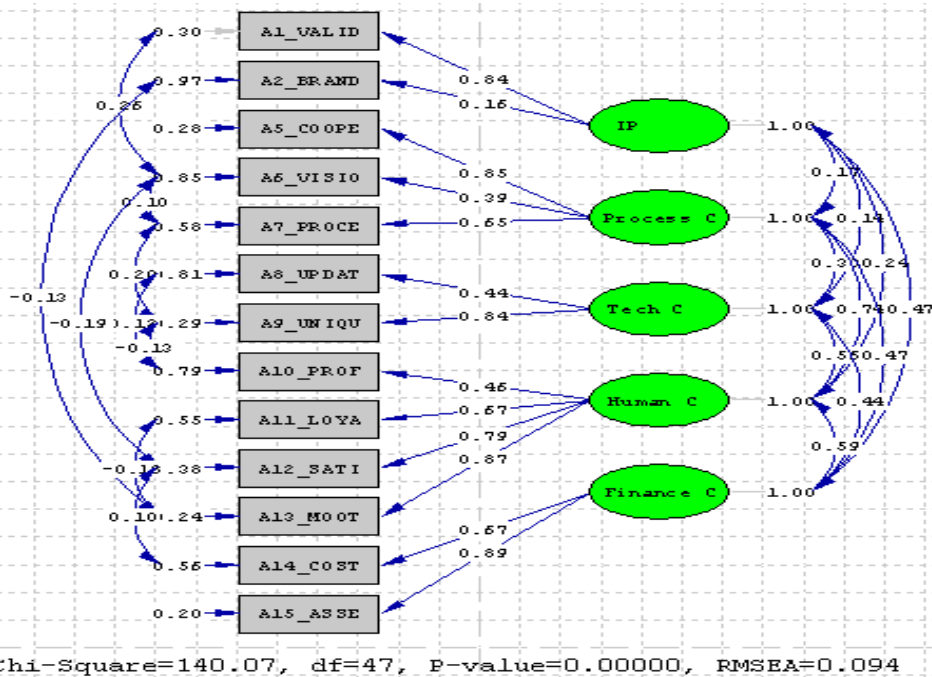 0.30 A1_VALID
0.84
0.97 A2_BRAND
0.16
0.26
0.28 A5_COOPE
IP 1.00
0.85
0.85 A6_VISIO
0.17
0.39
0.10
0.58 A7_PROCE
0.65
Process C 1.00 0.14
0.20 0.81 A8_UPDAT
0.24
0.44
-0.13
0.84
Tech C 1.00 0.74 0.47
-0.19 0.29 A9_UNIQU
-0.13
0.47
0.79 A10_PROF
0.46
0.67
Human C 1.00 0.44
0.55 A11_LOYA
0.79
0.59
0.87
0.38 A12_SATI
Finance C 1.00
0.10 0.24 A13_MOOT
0.67
0.89
0.56 A14_COST
0.20 A15_ASSE
Chi-Square=140.07, df=47, P-value=0.00000, RMSEA=0.094